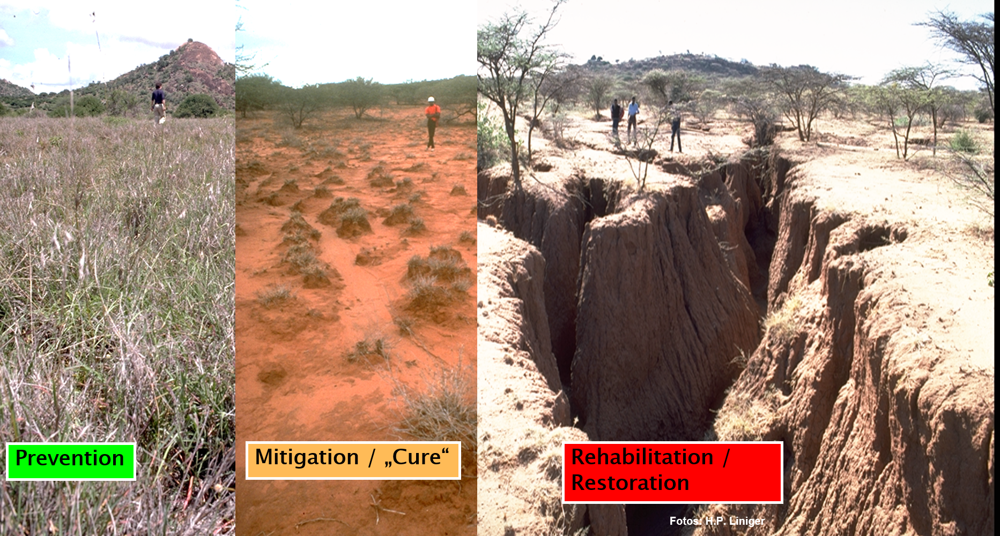 Prevention
Mitigation / „Cure“
Rehabilitation /
Restoration
Fotos: H.P. Liniger